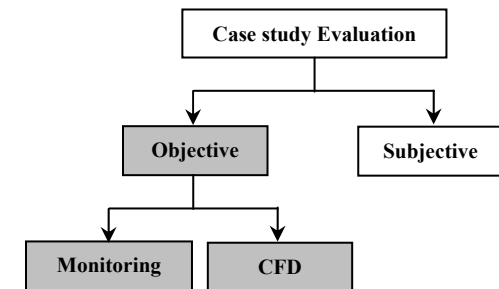 Case study Evaluation
Objective
Subjective
Monitoring
CFD